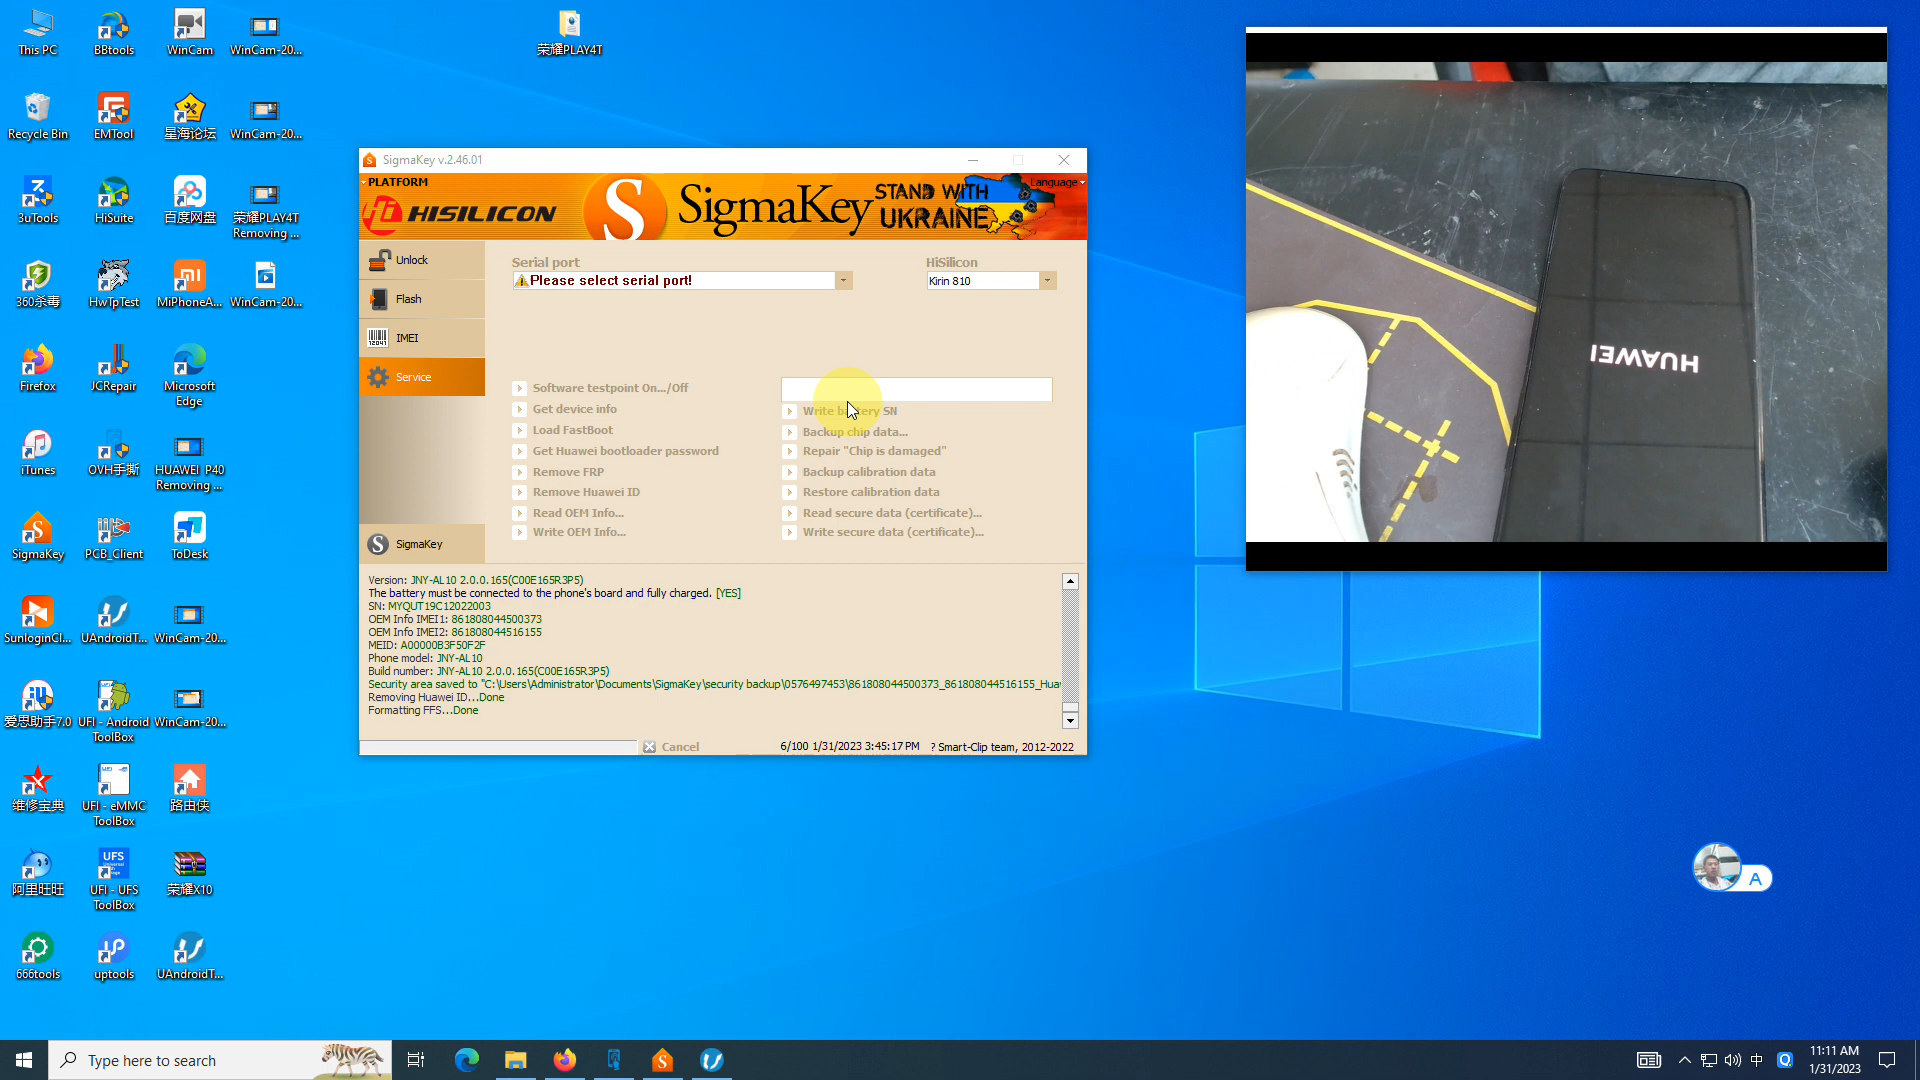 This PC
BBtools
WinCam
WinCam-20...
荣耀PLAY4T
Recycle Bin
EMTool
星海论坛
WinCam-20...
3uTools
HiSuite
百度网盘
荣耀PLAY4T
Removing ...
360杀毒
HwTpTest
MiPhoneA...
WinCam-20...
Firefox
JCRepair
Microsoft
Edge
iTunes
OVH手撕
HUAWEI P40
Removing ...
SigmaKey
PCB_Client
ToDesk
SunloginCl...
UAndroidT...
WinCam-20...
爱思助手7.0
UFI - Android
ToolBox
WinCam-20...
维修宝典
UFI - eMMC
ToolBox
路由侠
阿里旺旺
UFS
UFI - UFS
ToolBox
荣耀X10
666tools
uptools
UAndroidT...
SigmaKey v.2.46.01
PLATFORM
HISILICON
S
SigmaKey
STAND WITH
UKRAINE
Language
Unlock
Flash
IMEI
Service
SigmaKey
Serial port
Please select serial port!
HiSilicon
Kirin 810
Software testpoint On.../Off
Get device info
Load FastBoot
Get Huawei bootloader password
Remove FRP
Remove Huawei ID
Read OEM Info...
Write OEM Info...
Write battery SN
Backup chip data...
Repair "Chip is damaged"
Backup calibration data
Restore calibration data
Read secure data (certificate)...
Write secure data (certificate)...
Version: JNY-AL10 2.0.0.165(C00E165R3P5)
The battery must be connected to the phone's board and fully charged. [YES]
SN: MYQUT19C12022003
OEM Info IMEI1: 861808044500373
OEM Info IMEI2: 861808044516155
MEID: A00000B3F50F2F
Phone model: JNY-AL10
Build number: JNY-AL10 2.0.0.165(C00E165R3P5)
Security area saved to "C:\Users\Administrator\Documents\SigmaKey\security backup\0576497453\861808044500373_861808044516155_Hua
Removing Huawei ID...Done
Formatting FFS...Done
Cancel
6/100 1/31/2023 3:45:17 PM
? Smart-Clip team, 2012-2022
HUAWEI
A
Type here to search
中
11:11 AM
1/31/2023